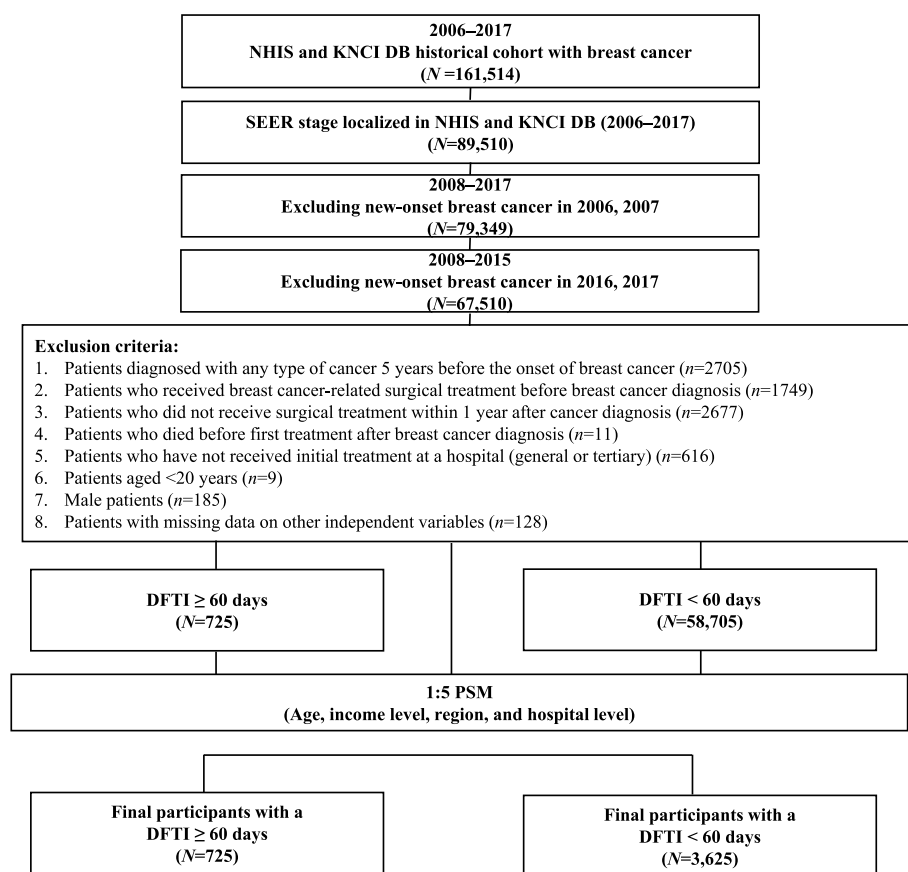 2006–2017
NHIS and KNCI DB historical cohort with breast cancer
(N =161,514)
SEER stage localized in NHIS and KNCI DB (2006–2017)
(N=89,510)
2008–2017
Excluding new-onset breast cancer in 2006, 2007
(N=79,349)
2008–2015
Excluding new-onset breast cancer in 2016, 2017
(N=67,510)
Exclusion criteria:
1. Patients diagnosed with any type of cancer 5 years before the onset of breast cancer (n=2705)
2. Patients who received breast cancer-related surgical treatment before breast cancer diagnosis (n=1749)
3. Patients who did not receive surgical treatment within 1 year after cancer diagnosis (n=2677)
4. Patients who died before first treatment after breast cancer diagnosis (n=11)
5. Patients who have not received initial treatment at a hospital (general or tertiary) (n=616)
6. Patients aged <20 years (n=9)
7. Male patients (n=185)
8. Patients with missing data on other independent variables (n=128)
DFTI ≥ 60 days
(N=725)
DFTI < 60 days
(N=58,705)
1:5 PSM
(Age, income level, region, and hospital level)
Final participants with a
DFTI ≥ 60 days
(N=725)
Final participants with a
DFTI < 60 days
(N=3,625)